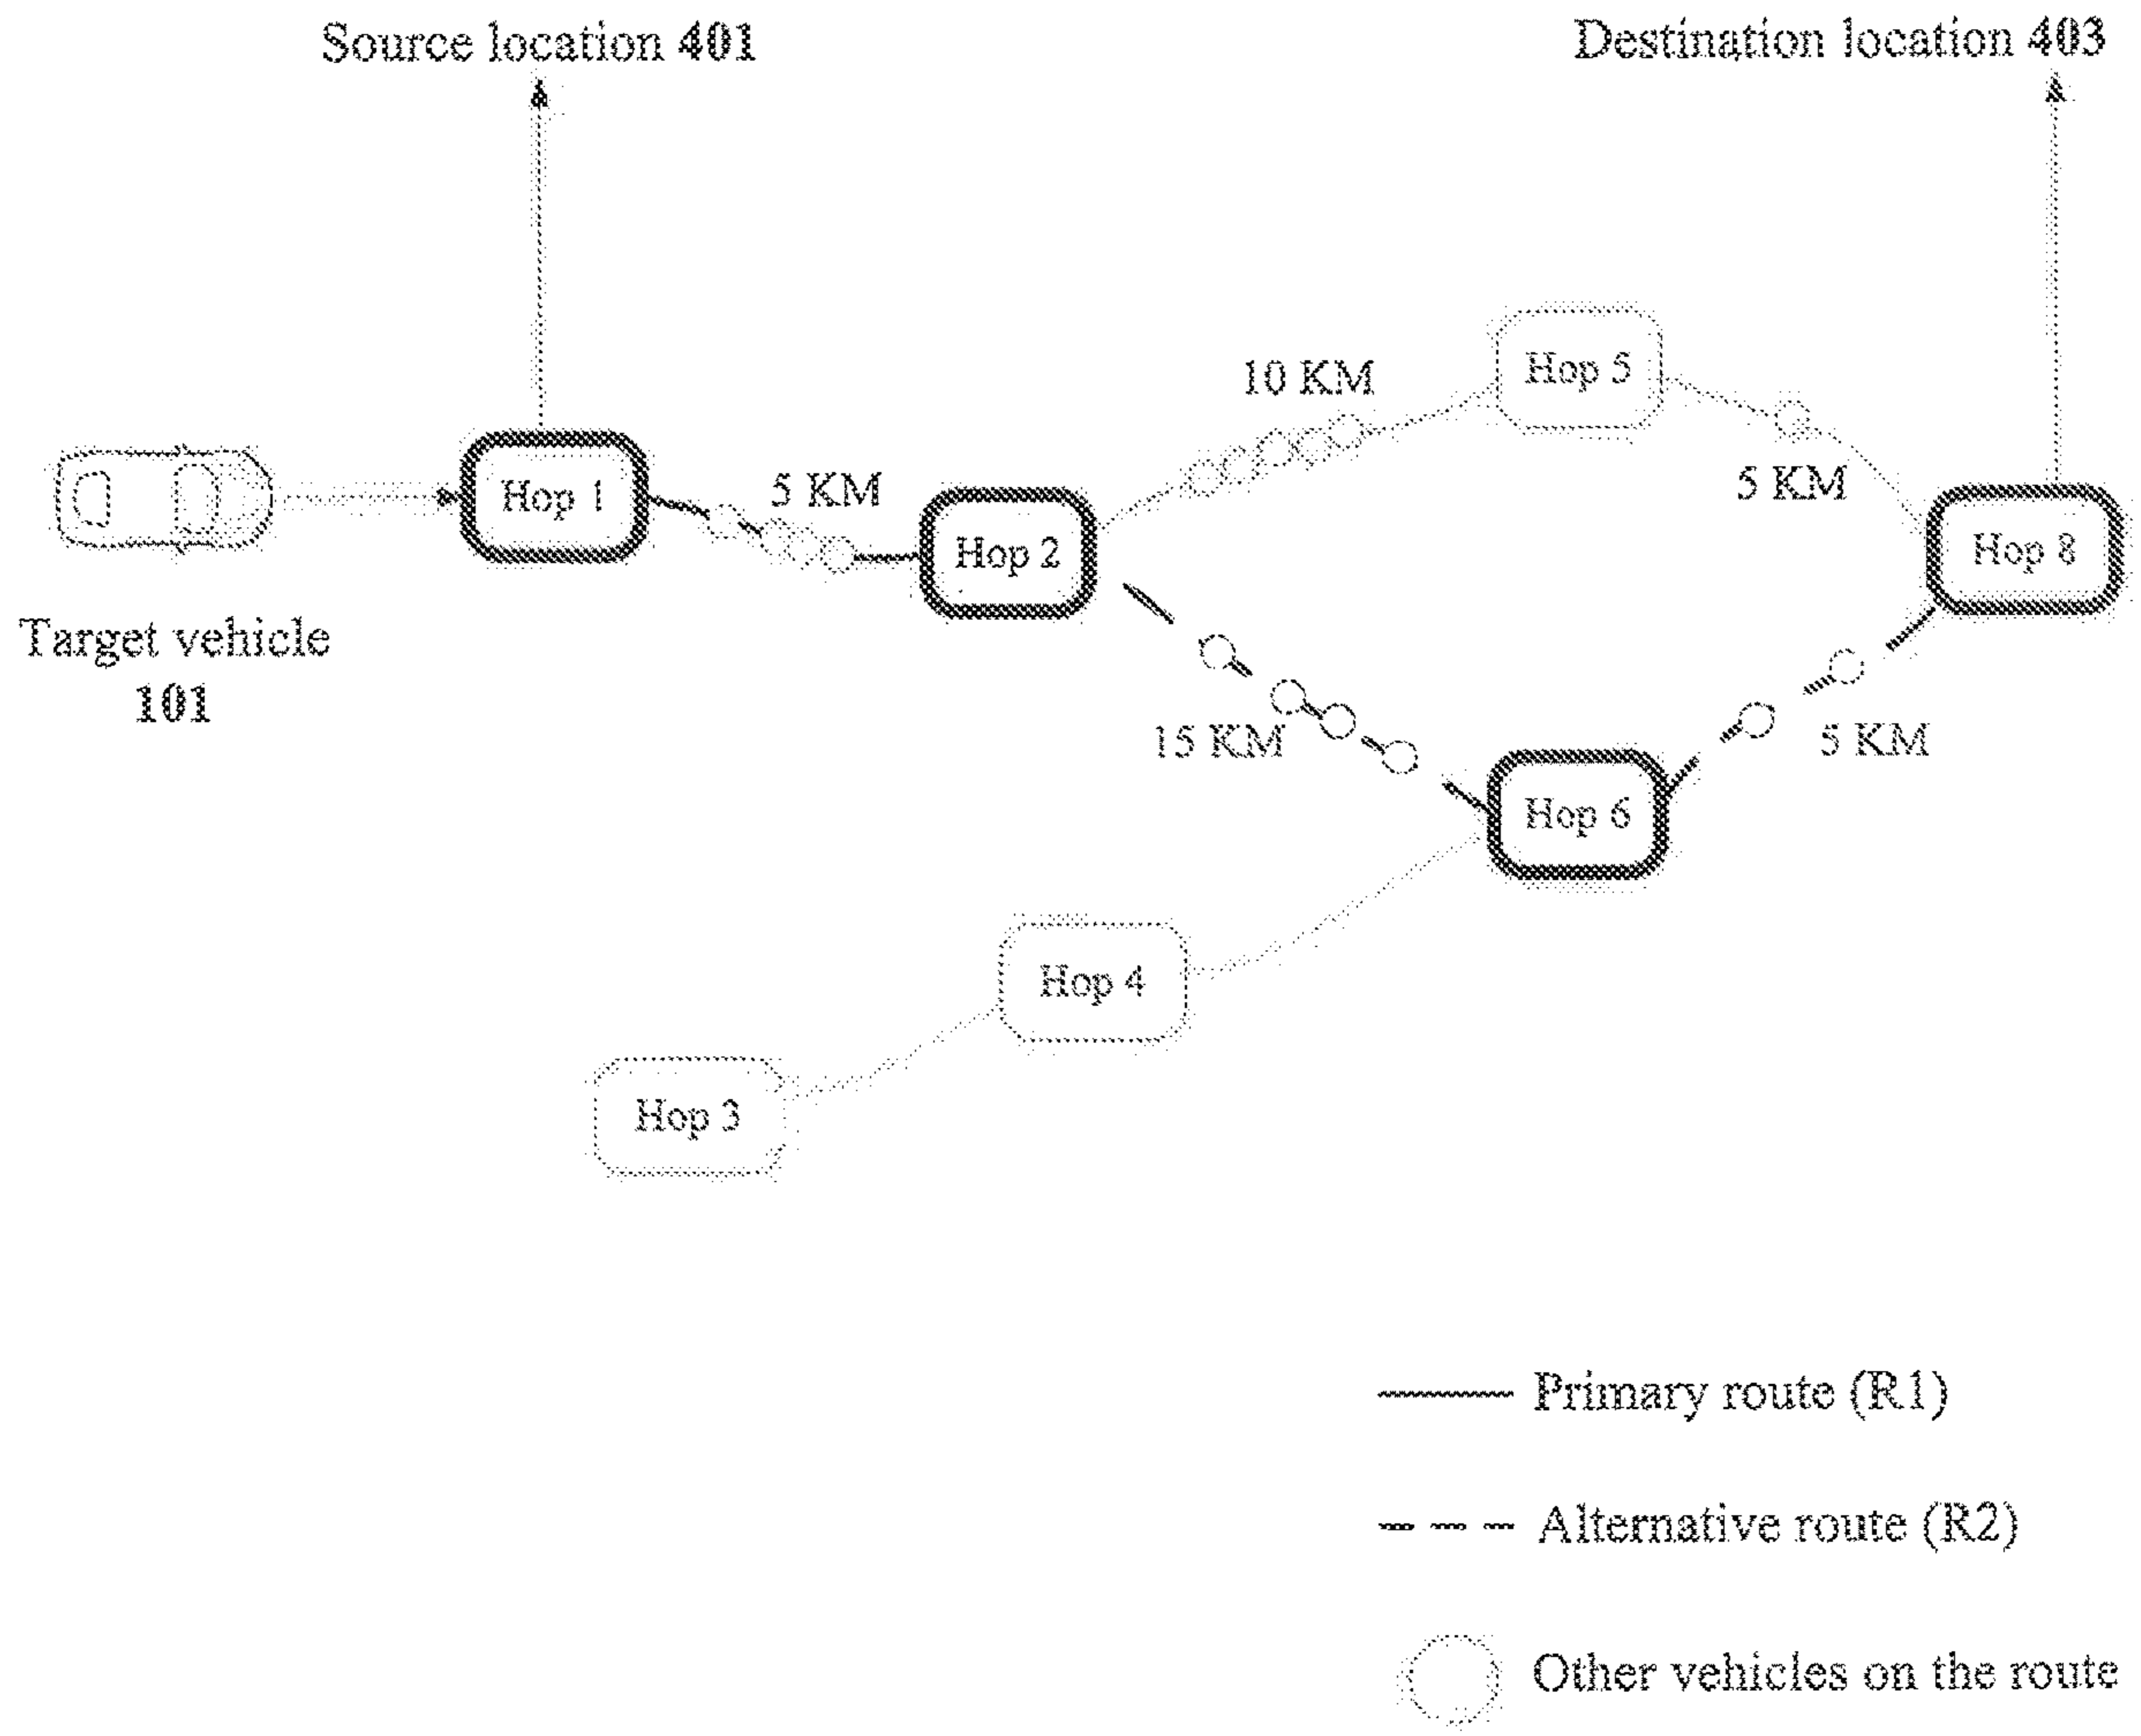 Source location 401
Destination location 403
10 KM
Hop 5
5 KM
Hop 1
5 KM
Hop 2
Hop 8
Target vehicle
101
15 KM
5 KM
Hop 6
Hop 4
Hop 3
Primary route (R1)
Alternative route (R2)
Other vehicles on the route